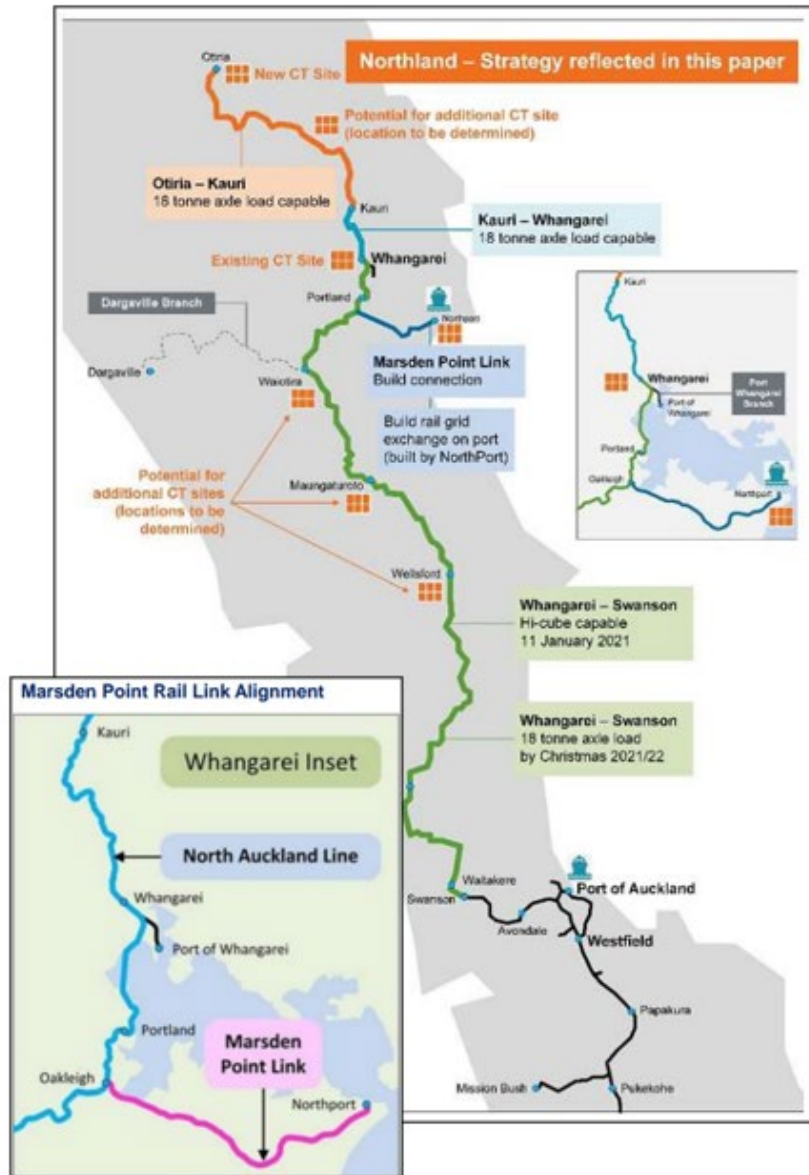 Northland – Strategy reflected in this paper
Otiria
New CT Site
Potential for additional CT site
(location to be determined)
Otiria – Kauri
18 tonne axle load capable
Kauri
Kauri – Whangarei
18 tonne axle load capable
Existing CT Site
Whangarei
Dargaville Branch
Portland
Northport
Dargaville
Waiotira
Marsden Point Link
Build connection
Build rail grid
exchange on port
(built by NorthPort)
Kauri
Whangarei
Port
Whangarei
Branch
Port of
Whangarei
Portland
Oakleigh
Northport
Potential for
additional CT sites
(locations to be
determined)
Maungaturoto
Wellsford
Whangarei – Swanson
Hi-cube capable
11 January 2021
Whangarei – Swanson
18 tonne axle load
by Christmas 2021/22
Waitakere
Swanson
Port of Auckland
Avondale
Westfield
Papakura
Mission Bush
Pukekohe
Marsden Point Rail Link Alignment
Kauri
Whangarei Inset
North Auckland Line
Whangarei
Port of Whangarei
Portland
Marsden
Point Link
Oakleigh
Northport